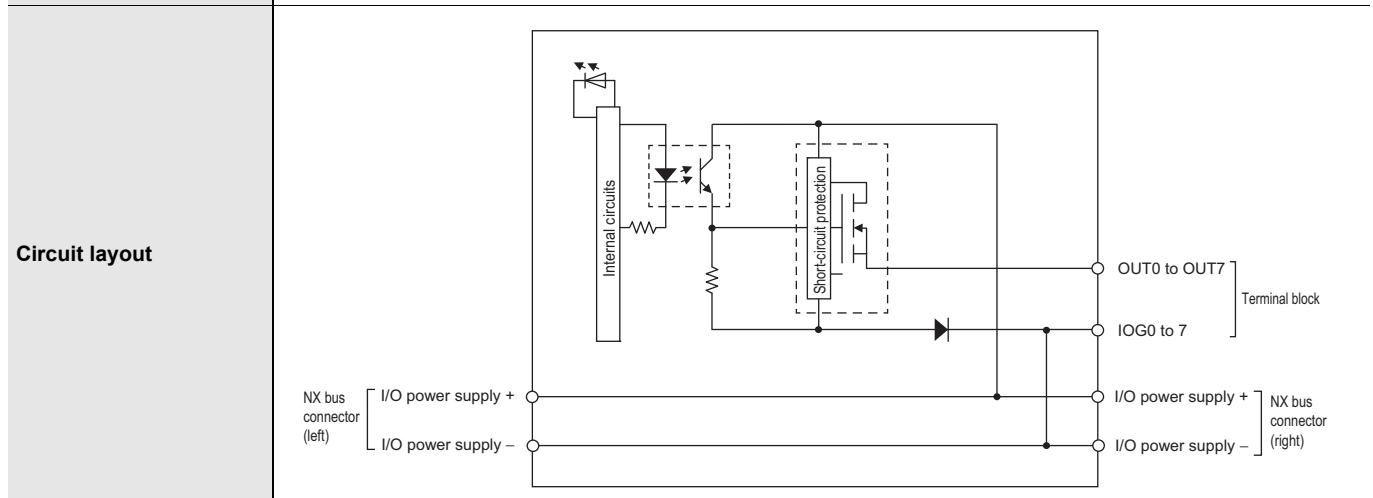 Circuit layout
Internal circuits
Short-circuit protection
OUT0 to OUT7
Terminal block
IOG0 to 7
NX bus
connector
(left)
I/O power supply +
I/O power supply –
I/O power supply +
I/O power supply –
NX bus
connector
(right)